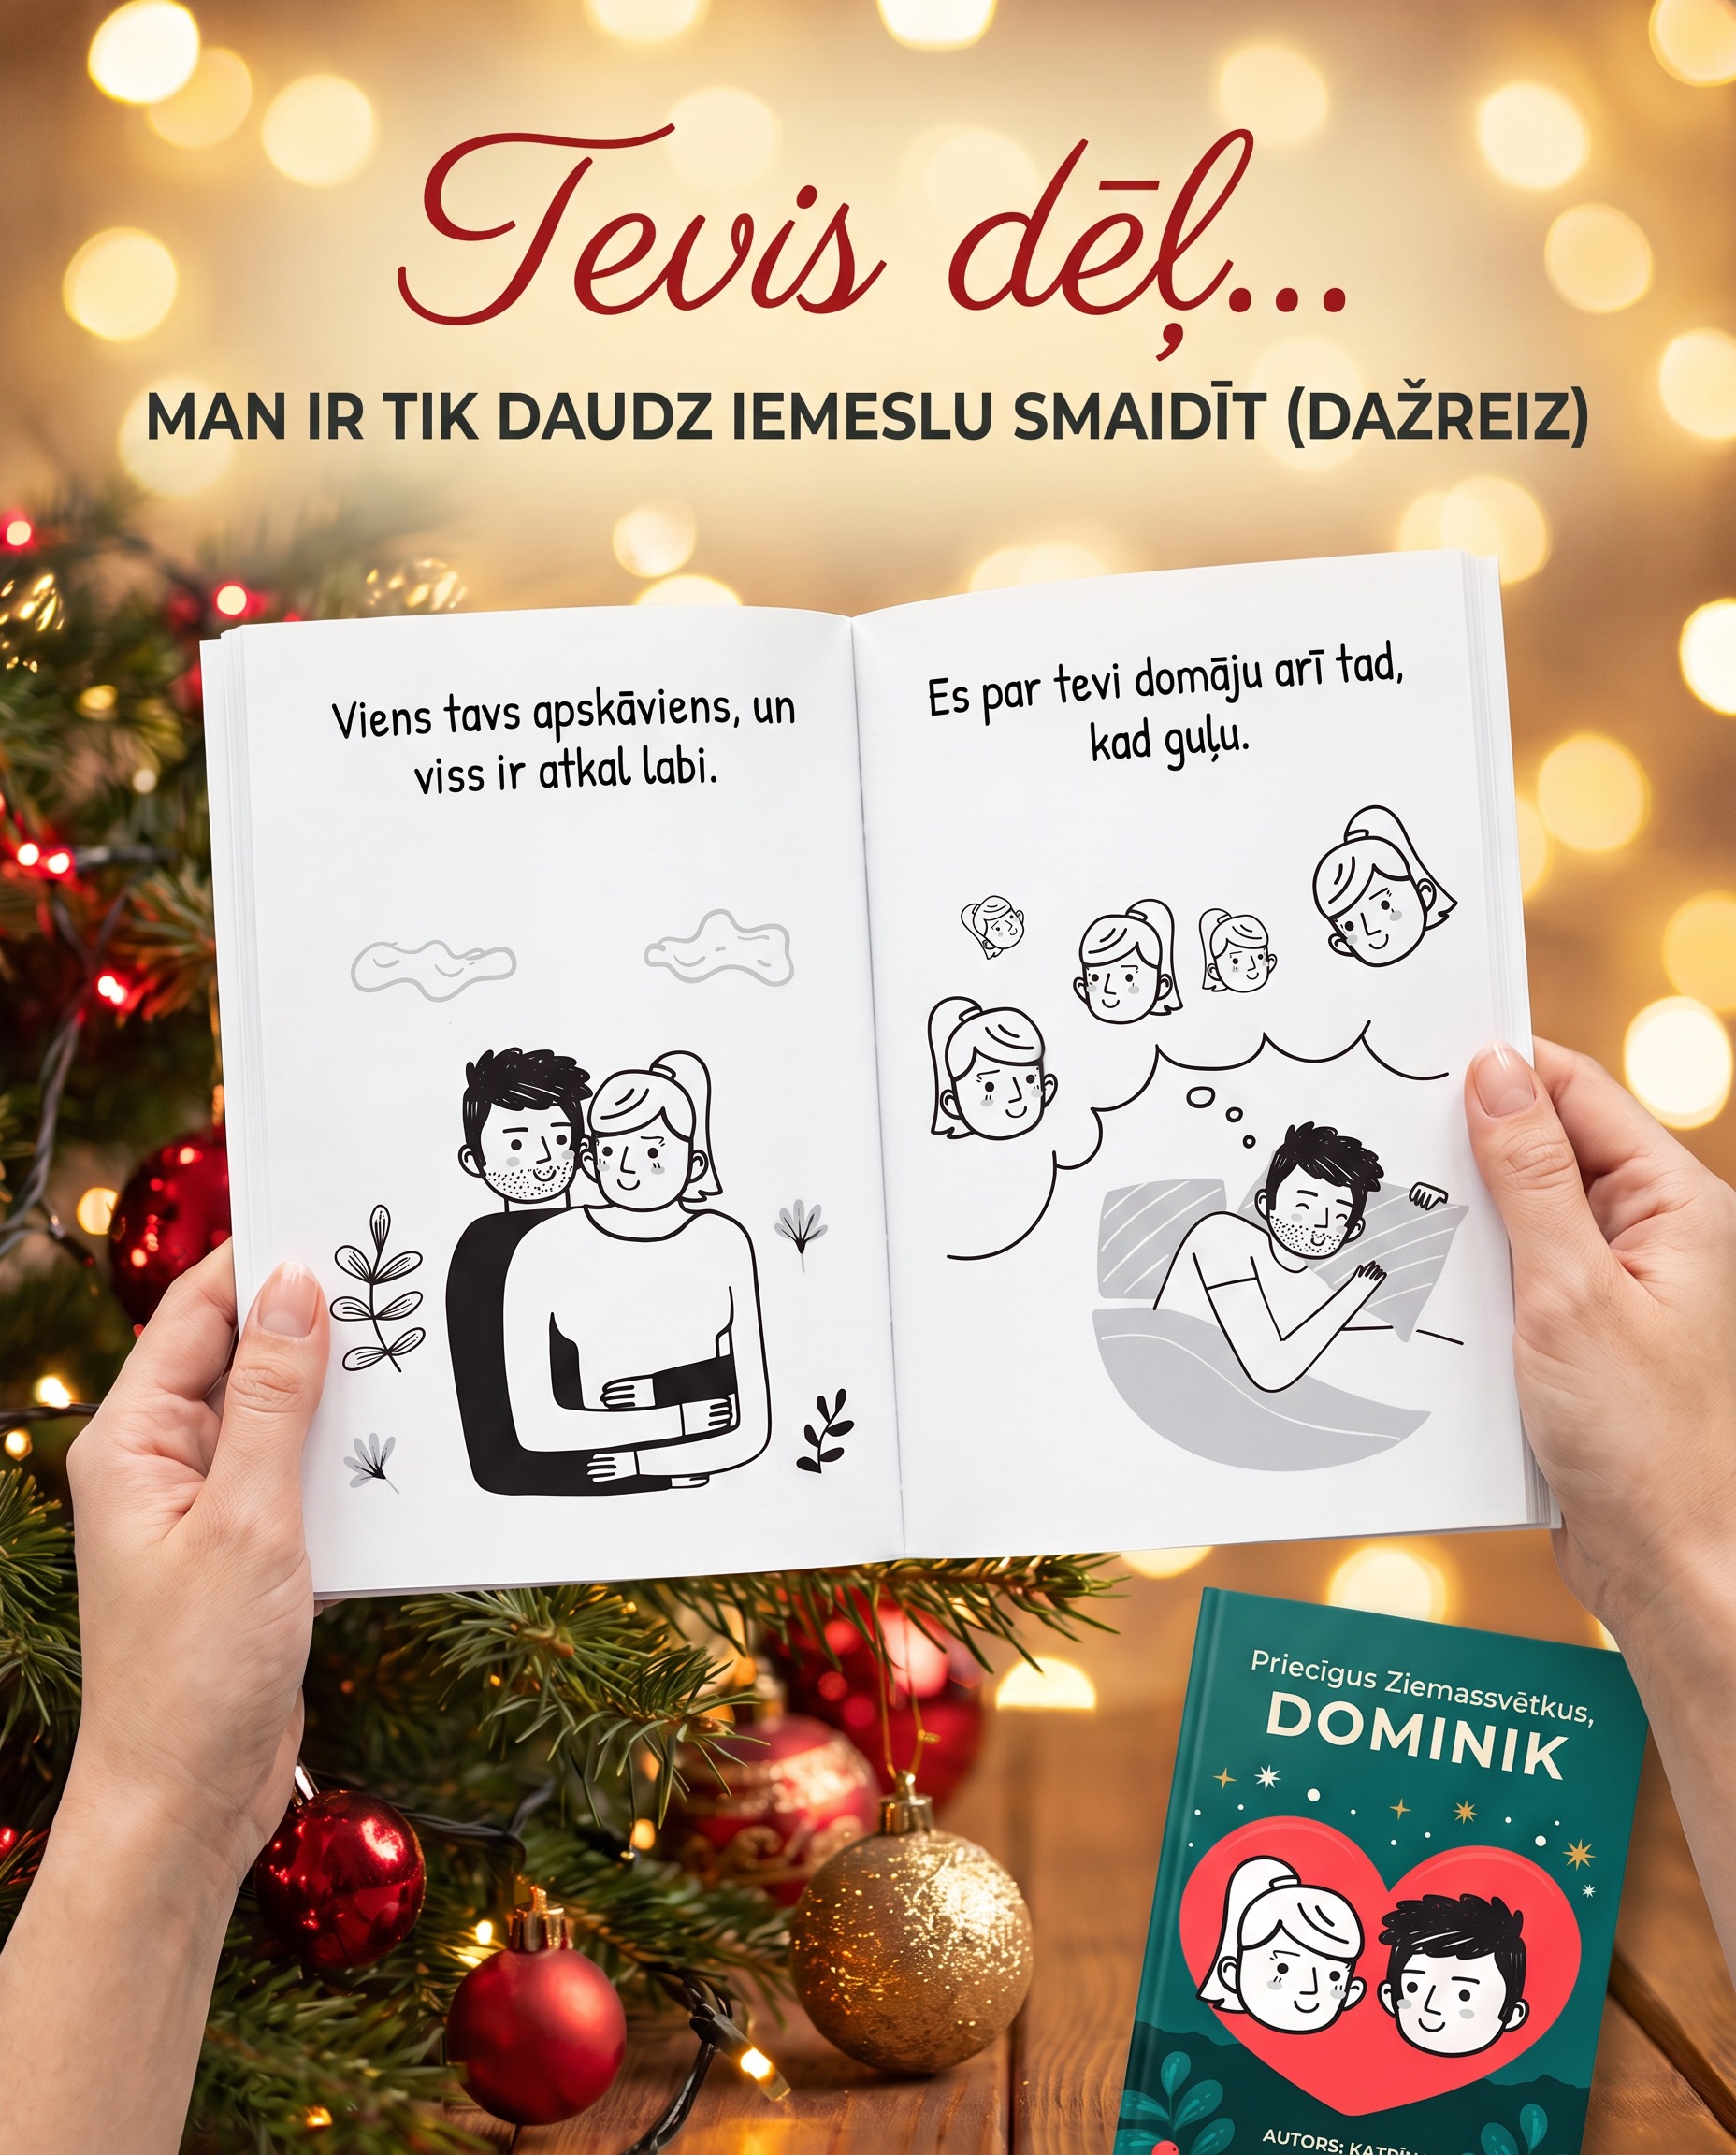 Tevis dēļ...
MAN IR TIK DAUDZ IEMESLU SMAIDĪT (DAŽREIZ)
Viens tavs apskāviens, un
viss ir atkal labi.
Es par tevi domāju arī tad,
kad guļu.
Priecīgus Ziemassvētkus,
DOMINIK
AUTORS: